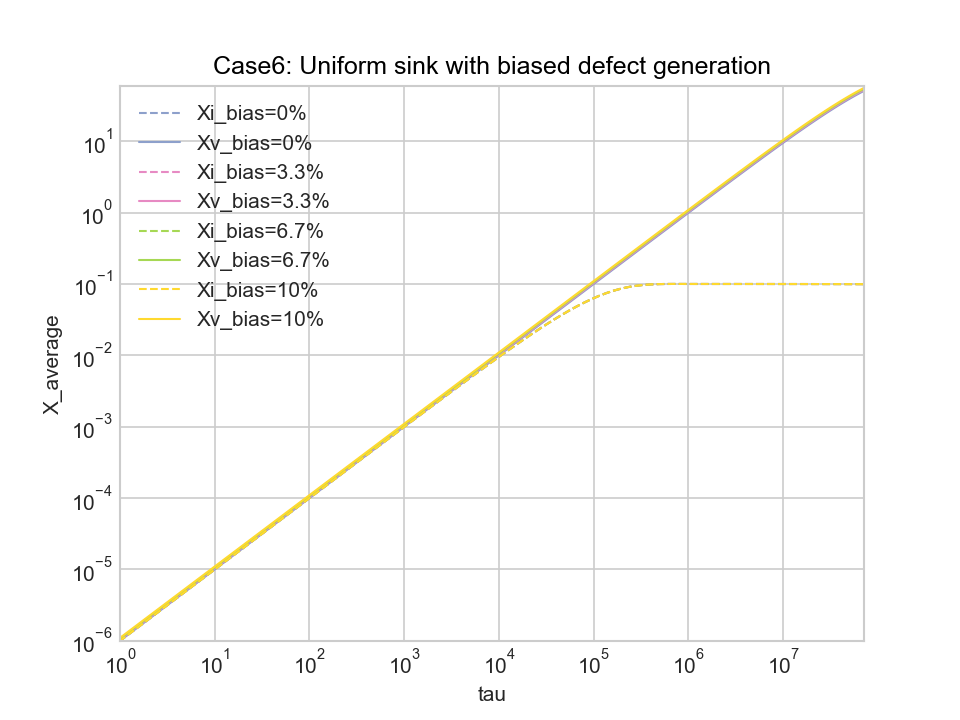 Case6: Uniform sink with biased defect generation
Xi_bias=0%
Xv_bias=0%
Xi_bias=3.3%
Xv_bias=3.3%
Xi_bias=6.7%
Xv_bias=6.7%
Xi_bias=10%
Xv_bias=10%
X_average
10^1
10^0
10^−1
10^−2
10^−3
10^−4
10^−5
10^−6
10^0 10^1 10^2 10^3 10^4 10^5 10^6 10^7
tau